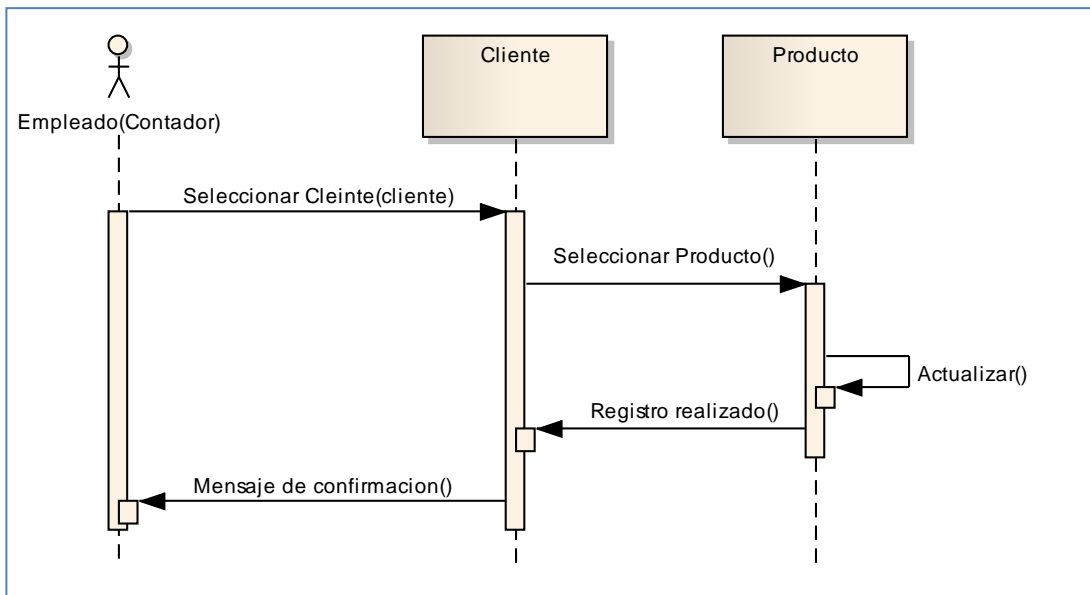 Cliente
Producto
Empleado(Contador)
Seleccionar Cleinte(cliente)
Seleccionar Producto()
Actualizar()
Registro realizado()
Mensaje de confirmacion()